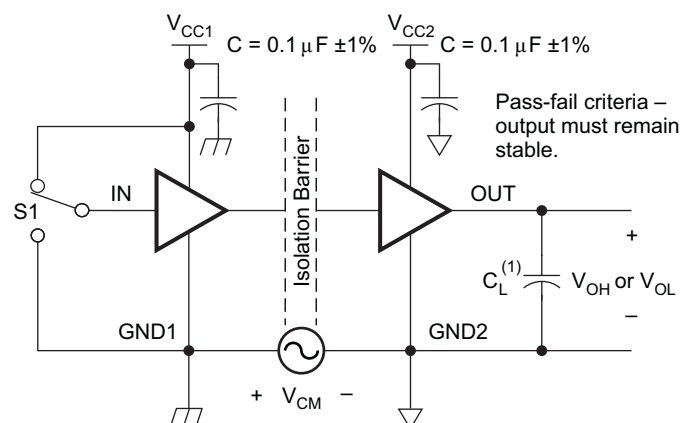 VCC1
C = 0.1 μF ±1%
VCC2
C = 0.1 μF ±1%
Pass-fail criteria –
output must remain
stable.
Isolation Barrier
IN
OUT
S1
+
CL(1)
VOH or VOL
–
GND1
GND2
+ VCM –